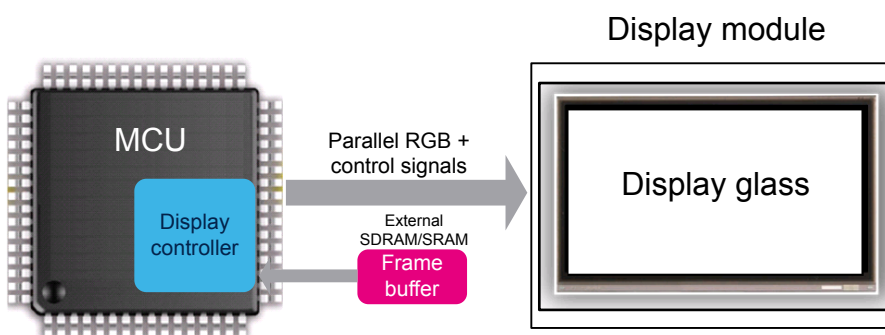 Display module
MCU
Parallel RGB +
control signals
Display glass
Display
controller
External
SDRAM/SRAM
Frame
buffer